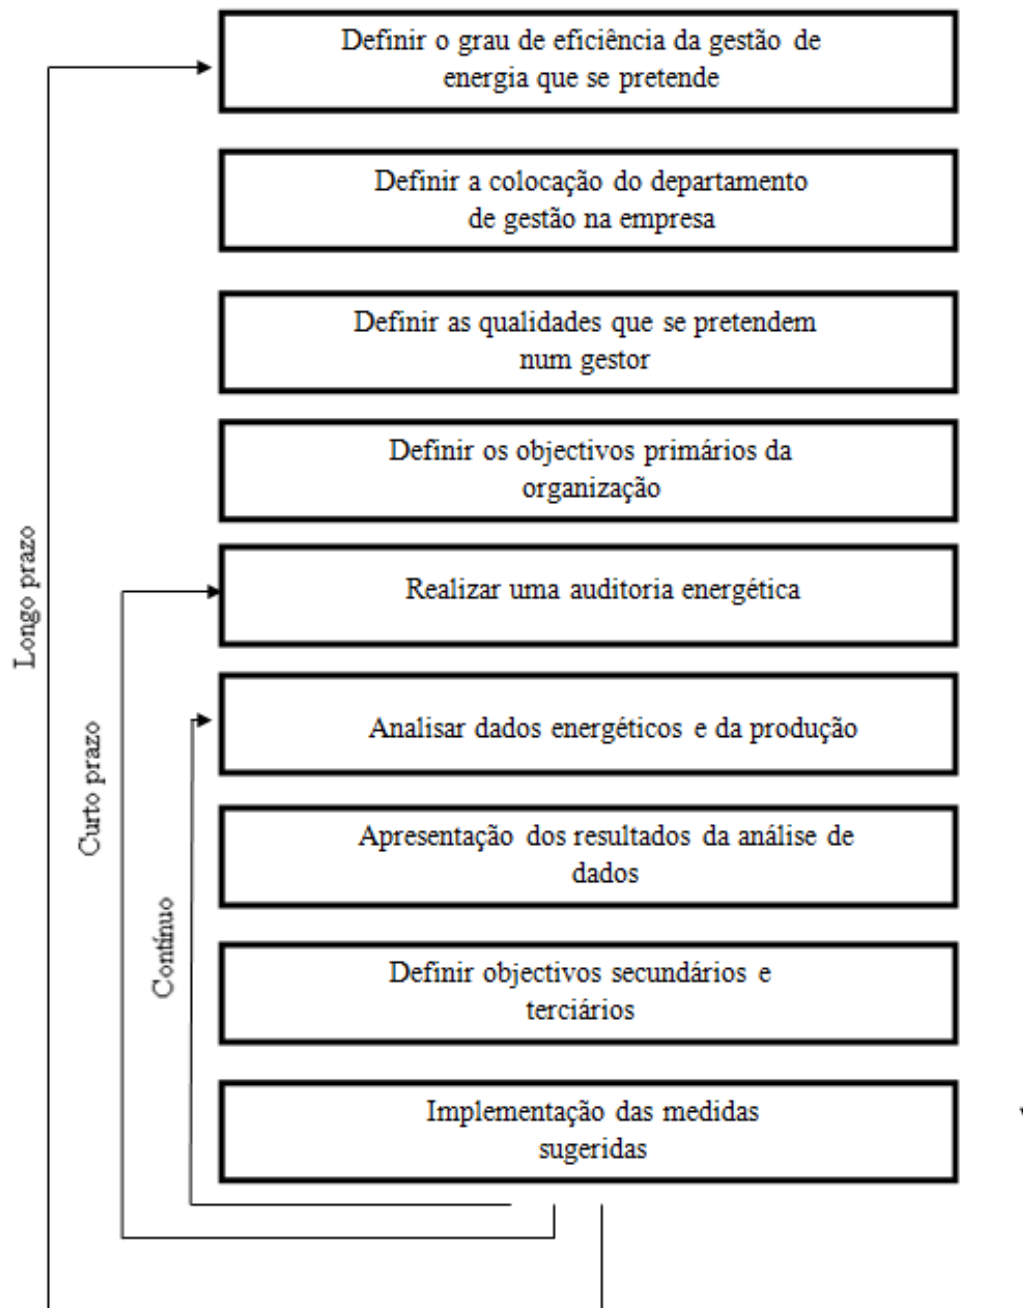 Definir o grau de eficiência da gestão de
energia que se pretende
Definir a colocação do departamento
de gestão na empresa
Definir as qualidades que se pretendem
num gestor
Definir os objectivos primários da
organização
Realizar uma auditoria energética
Analisar dados energéticos e da produção
Apresentação dos resultados da análise de
dados
Definir objectivos secundários e
terciários
Implementação das medidas
sugeridas
Longo prazo
Curto prazo
Contínuo